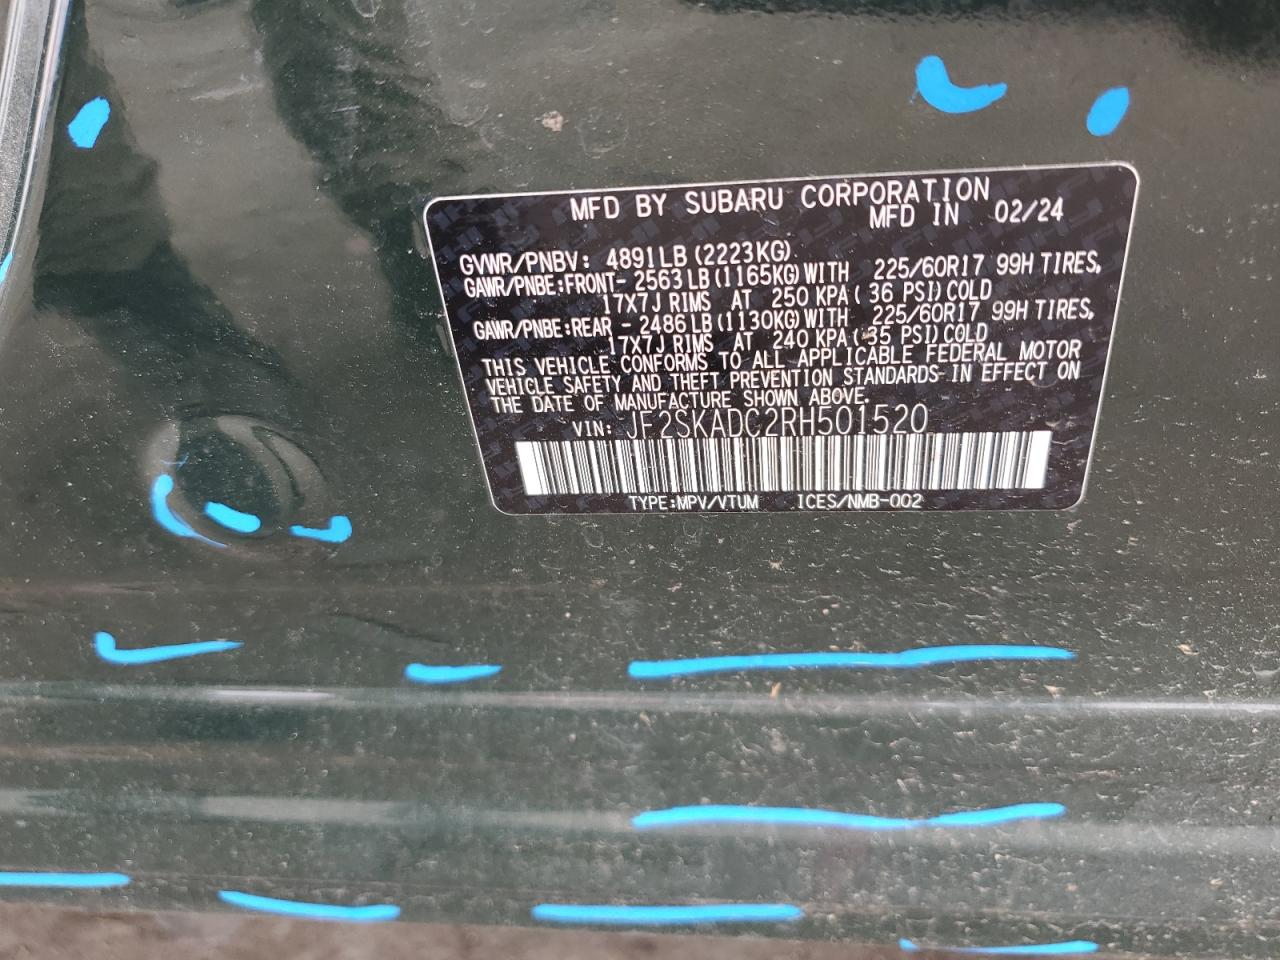 MFD BY SUBARU CORPORATION
MFD IN 02/24
GVWR/PNBV: 4891LB (2223KG)
GAWR/PNBE:FRONT- 2563LB (1165KG) WITH 225/60R17 99H TIRES,
17X7J RIMS AT 250 KPA ( 36 PSI) COLD
GAWR/PNBE:REAR - 2486LB (1130KG) WITH 225/60R17 99H TIRES,
17X7J RIMS AT 240 KPA ( 35 PSI) COLD
THIS VEHICLE CONFORMS TO ALL APPLICABLE FEDERAL MOTOR
VEHICLE SAFETY AND THEFT PREVENTION STANDARDS IN EFFECT ON
THE DATE OF MANUFACTURE SHOWN ABOVE.
VIN: JF2SKADC2RH501520
TYPE:MPV/VTUM ICES/NMB-002